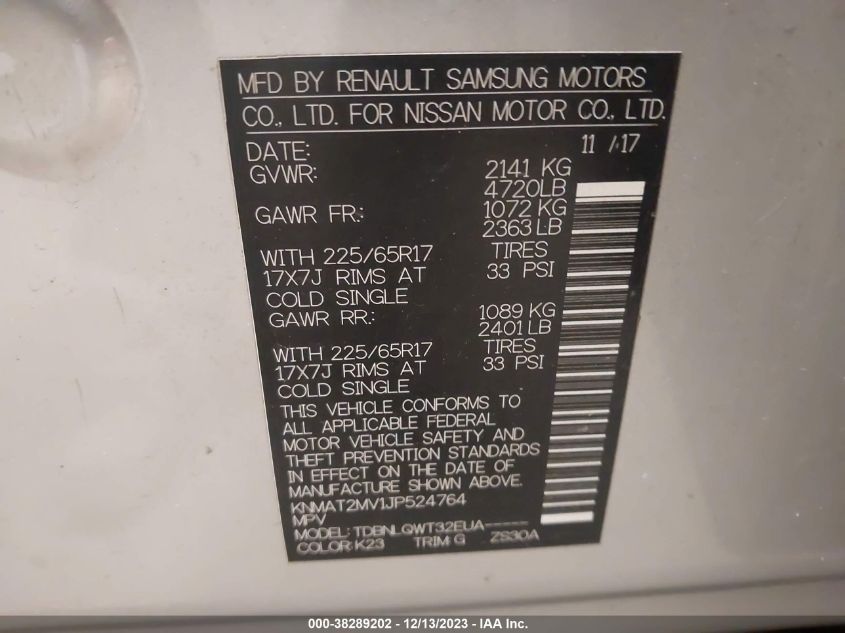 MFD BY RENAULT SAMSUNG MOTORS
CO., LTD. FOR NISSAN MOTOR CO., LTD.
DATE: 11 / 17
GVWR: 2141 KG
4720LB
GAWR FR.: 1072 KG
2363 LB
WITH 225/65R17 TIRES
17X7J RIMS AT 33 PSI
COLD SINGLE
GAWR RR.: 1089 KG
2401 LB
WITH 225/65R17 TIRES
17X7J RIMS AT 33 PSI
COLD SINGLE
THIS VEHICLE CONFORMS TO
ALL APPLICABLE FEDERAL
MOTOR VEHICLE SAFETY AND
THEFT PREVENTION STANDARDS
IN EFFECT ON THE DATE OF
MANUFACTURE SHOWN ABOVE.
KNMAT2MV1JP524764
MPV
MODEL: TDBNLQWT32EUA-----
COLOR: K23 TRIM: G ZS30A
000-38289202 - 12/13/2023 - IAA Inc.